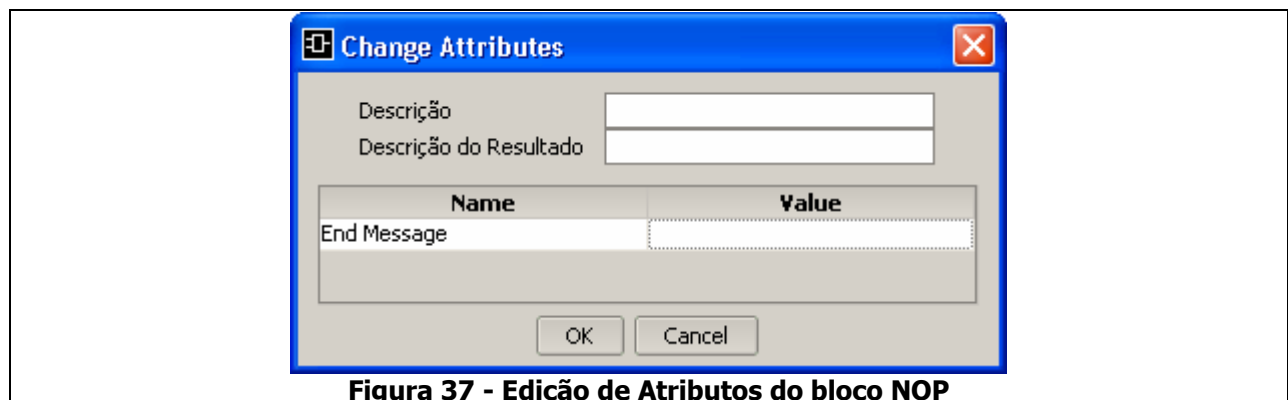 Change Attributes
Descrição
Descrição do Resultado
Name Value
End Message
OK Cancel
Figura 37 - Edição de Atributos do bloco NOP